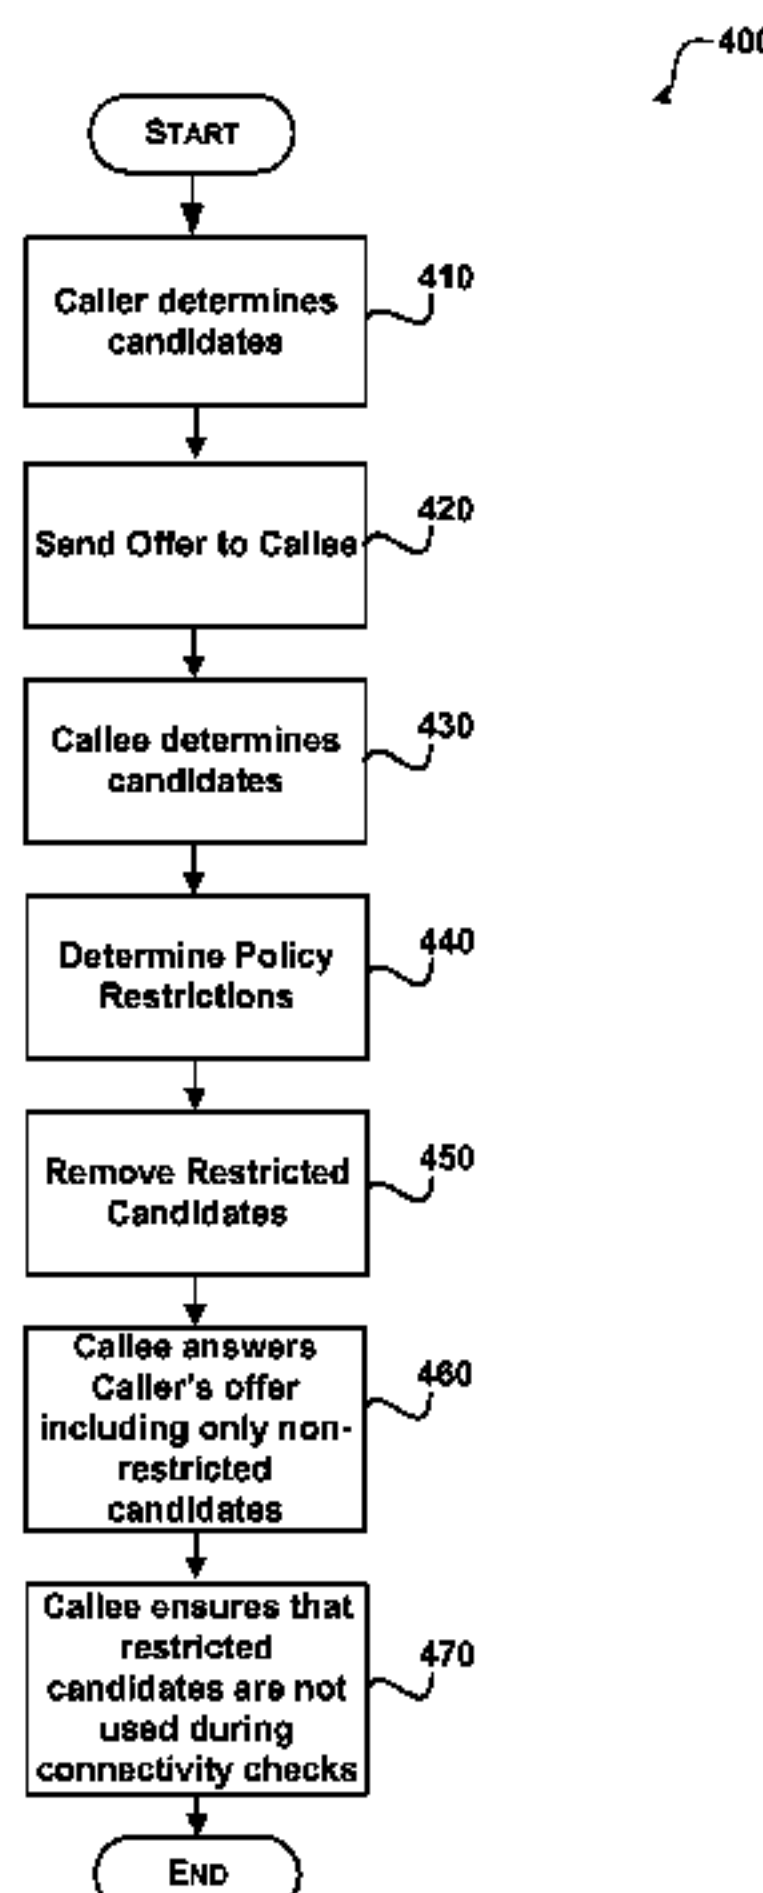 400
START
Caller determines
candidates
410
Send Offer to Callee
420
Callee determines
candidates
430
Determine Policy
Restrictions
440
Remove Restricted
Candidates
450
Callee answers
Caller's offer
including only non-
restricted
candidates
460
Callee ensures that
restricted
candidates are not
used during
connectivity checks
470
END